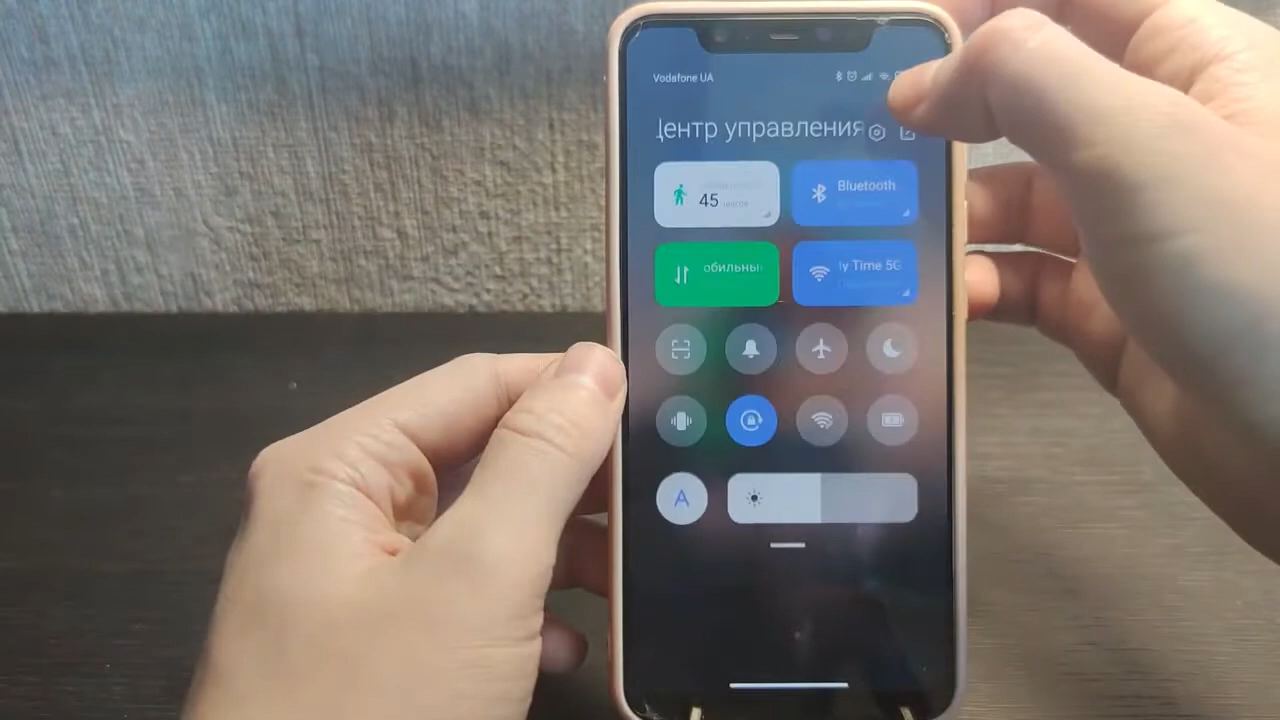 Vodafone UA
Центр управления
45
Bluetooth
обильны
ly Time 5G
A